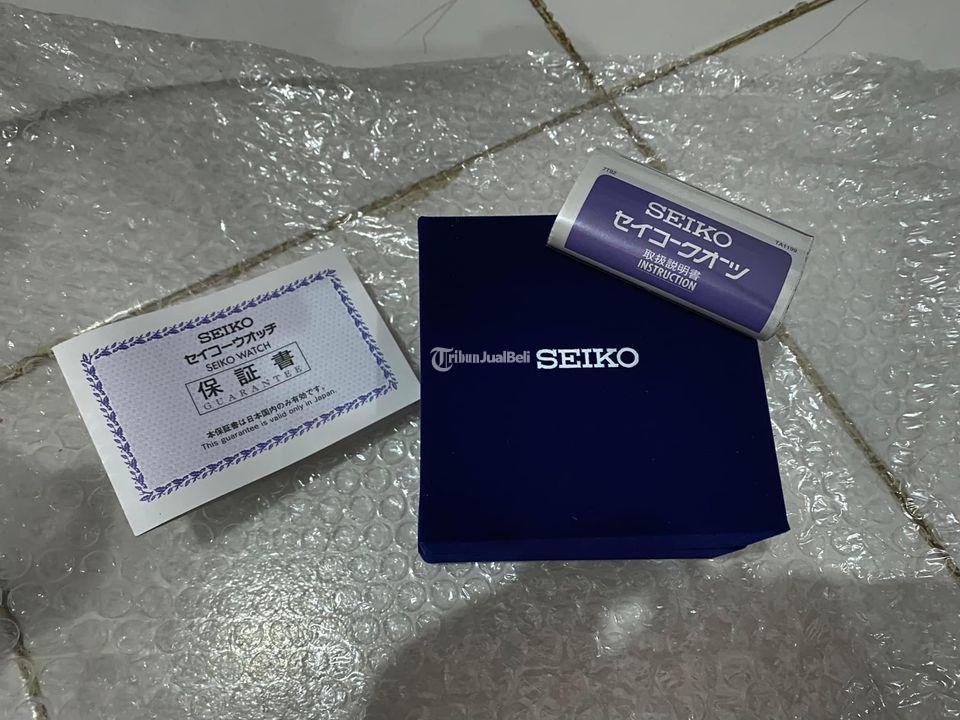 SEIKO
セイコーウオッチ
SEIKO WATCH
保証書
GUARANTEE
本保証書は日本国内のみ有効です。
This guarantee is valid only in Japan.
TribunJualBeli
SEIKO
7T92
SEIKO
セイコークオーツ
取扱説明書
INSTRUCTION
TA1199